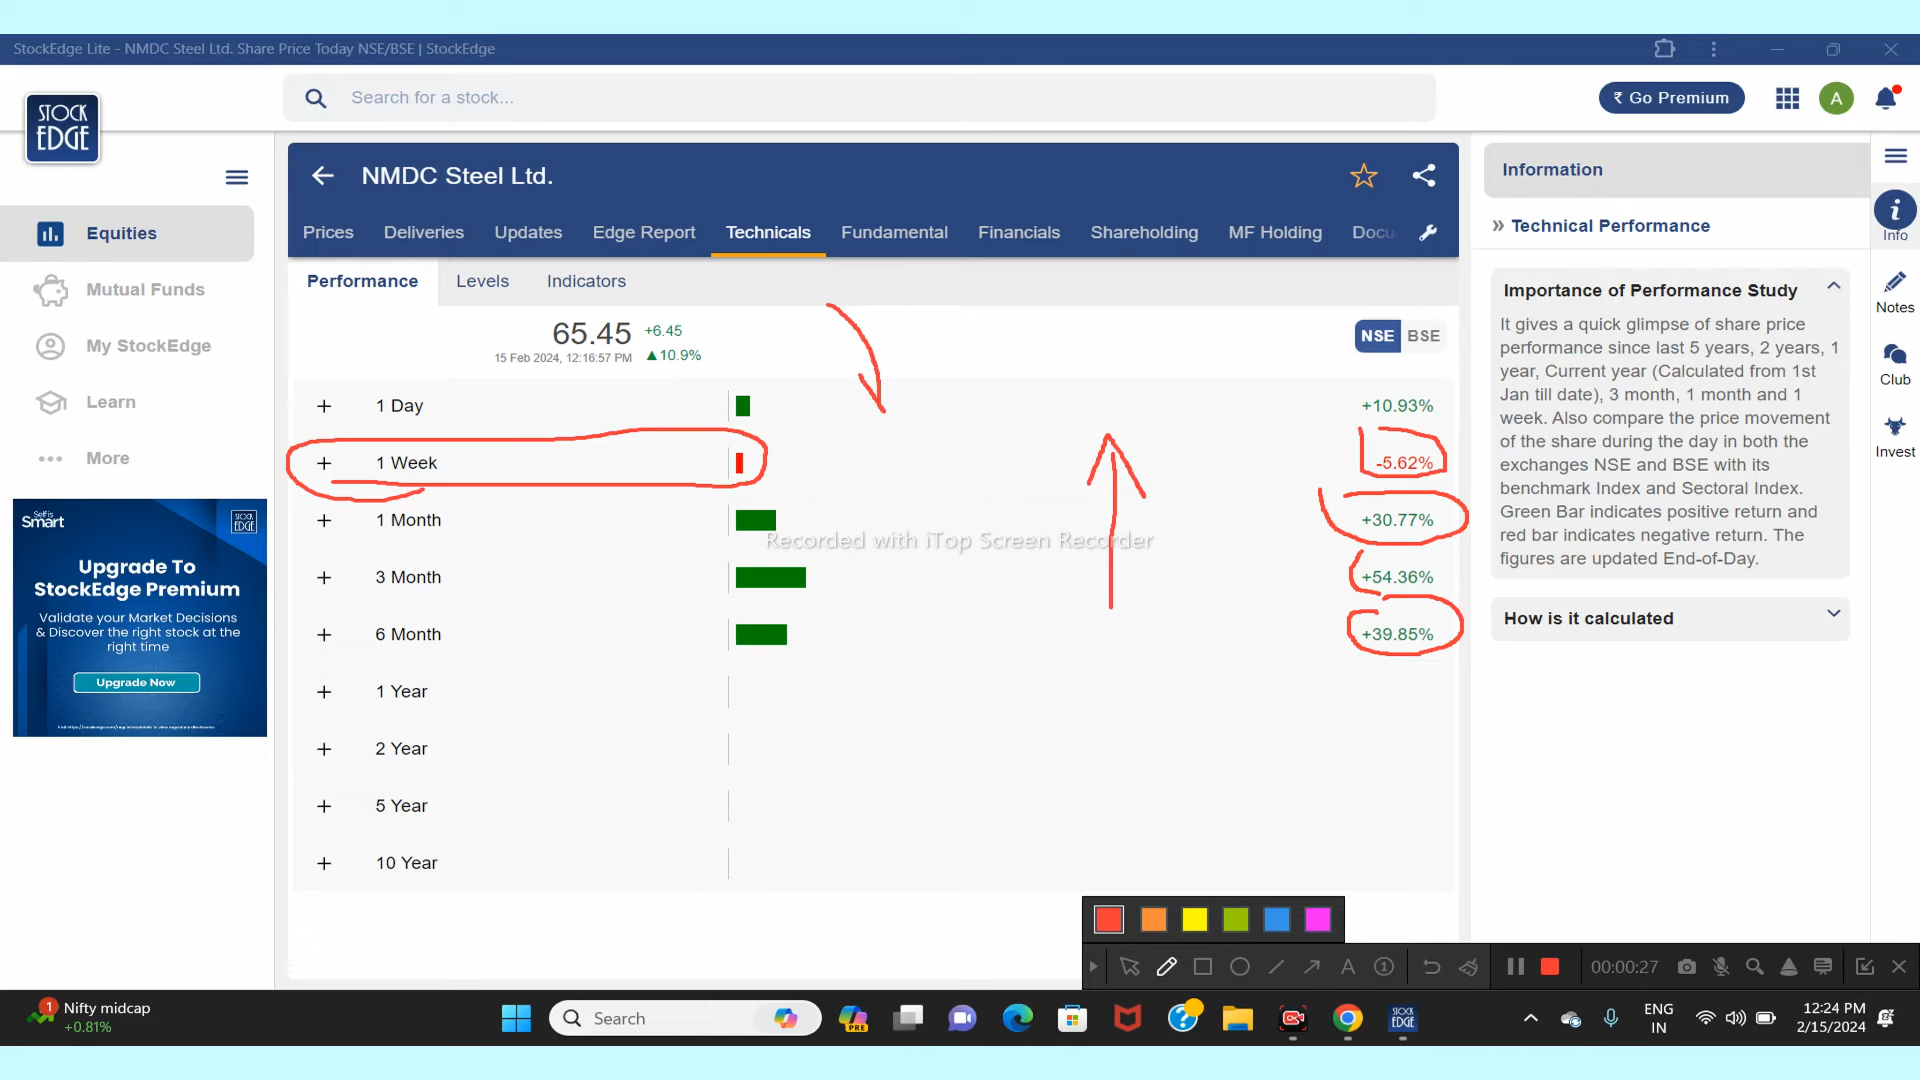 StockEdge Lite - NMDC Steel Ltd. Share Price Today NSE/BSE | StockEdge
STOCK
EDGE
Search for a stock...
₹ Go Premium
A
Equities
Mutual Funds
My StockEdge
Learn
More
Self is
Smart
STOCK
EDGE
Upgrade To
StockEdge Premium
Validate your Market Decisions
& Discover the right stock at the
right time
Upgrade Now
NMDC Steel Ltd.
Prices Deliveries Updates Edge Report Technicals Fundamental Financials Shareholding MF Holding Docu
Performance Levels Indicators
65.45 +6.45
15 Feb 2024, 12:16:57 PM ▲10.9%
NSE BSE
+ 1 Day +10.93%
+ 1 Week -5.62%
+ 1 Month +30.77%
Recorded with iTop Screen Recorder
+ 3 Month +54.36%
+ 6 Month +39.85%
+ 1 Year
+ 2 Year
+ 5 Year
+ 10 Year
Information
» Technical Performance
Importance of Performance Study
It gives a quick glimpse of share price
performance since last 5 years, 2 years, 1
year, Current year (Calculated from 1st
Jan till date), 3 month, 1 month and 1
week. Also compare the price movement
of the share during the day in both the
exchanges NSE and BSE with its
benchmark Index and Sectoral Index.
Green Bar indicates positive return and
red bar indicates negative return. The
figures are updated End-of-Day.
How is it calculated
i
Info
Notes
Club
Invest
A 1 00:00:27
1
Nifty midcap
+0.81%
Search
PRE
STOCK
EDGE
ENG
IN
12:24 PM
2/15/2024